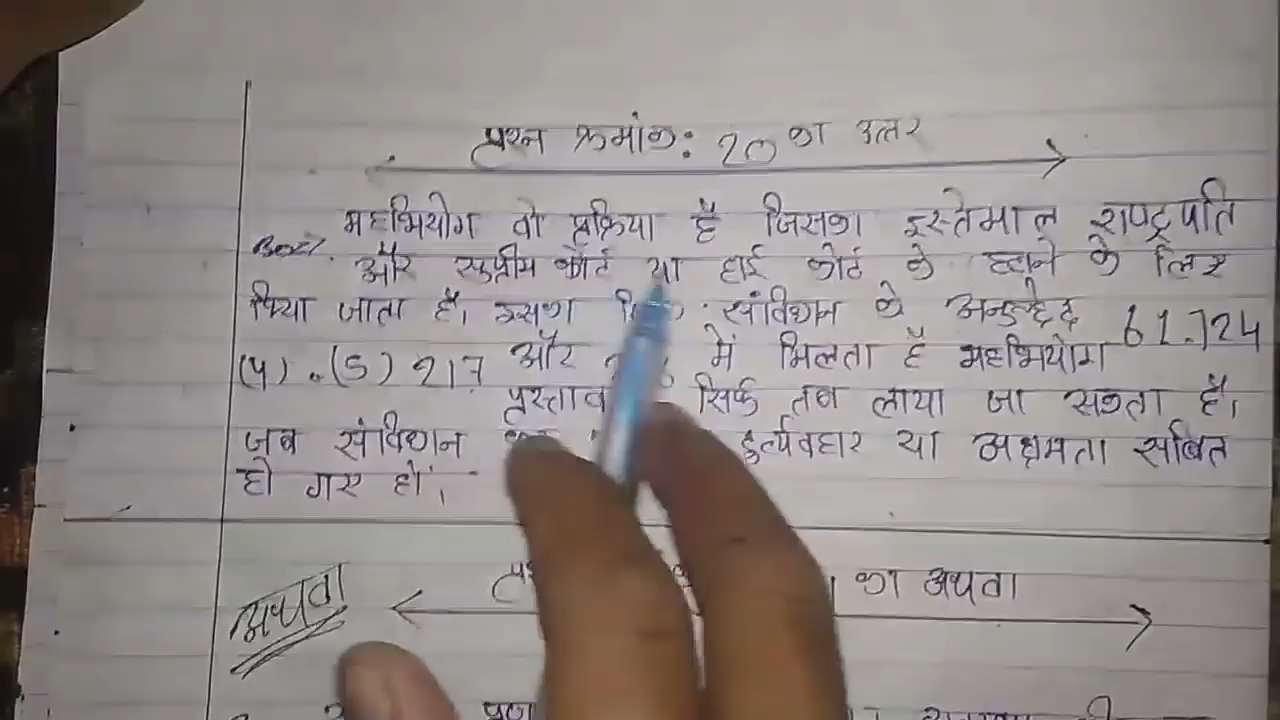 प्रश्न क्रमांक: 20 का उत्तर
महाभियोग वो प्रक्रिया है जिसका इस्तेमाल राष्ट्रपति
और सुप्रीम कोर्ट या हाई कोर्ट के हटाने के लिए
किया जाता है। इसका संविधान के अनुच्छेद 61.124
(4) . (5) 217 और में मिलता है महाभियोग
प्रस्ताव सिर्फ तब लाया जा सकता है।
जब संविधान दुर्व्यवहार या अक्षमता सबित
हो गए हो।
अथवा
का अथवा